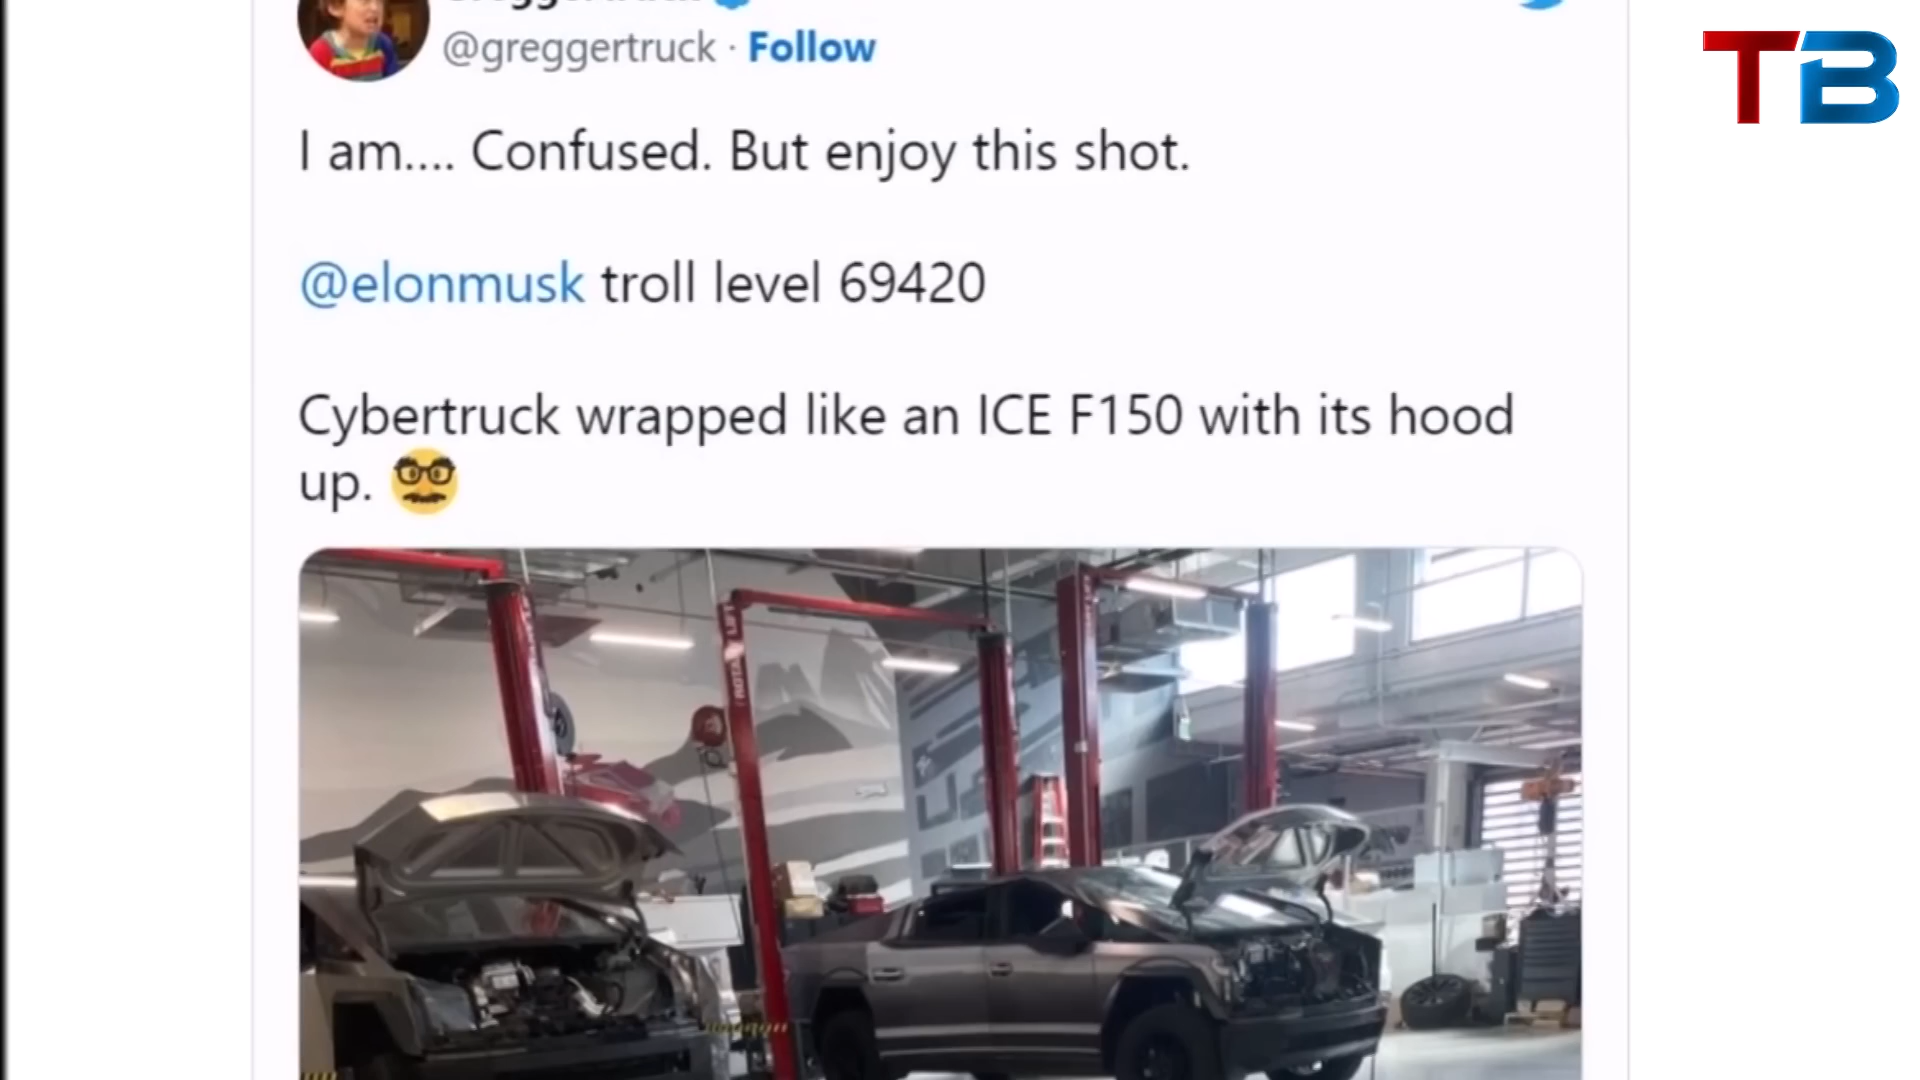 @greggertruck · Follow
TB
I am.... Confused. But enjoy this shot.
@elonmusk troll level 69420
Cybertruck wrapped like an ICE F150 with its hood
up.